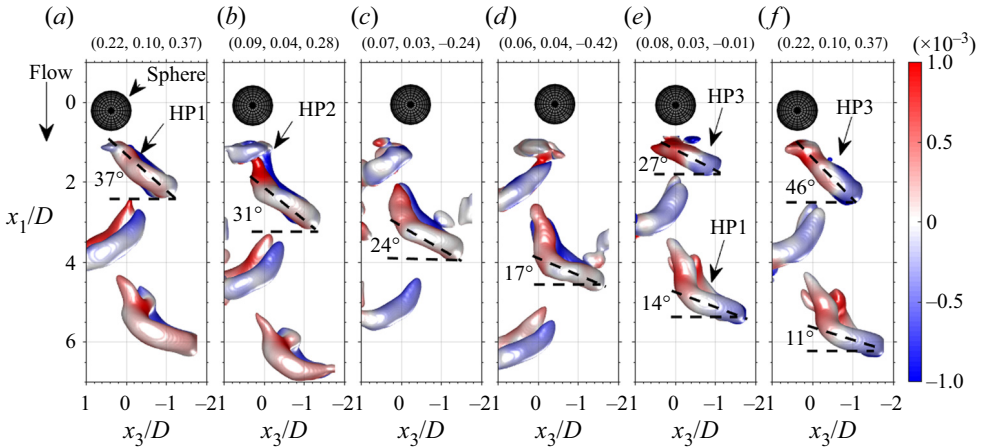 (a) (b) (c) (d) (e) (f)
(0.22, 0.10, 0.37) (0.09, 0.04, 0.28) (0.07, 0.03, –0.24) (0.06, 0.04, –0.42) (0.08, 0.03, –0.01) (0.22, 0.10, 0.37)
(×10⁻³)
Flow Sphere
HP1 HP2 HP3 HP3
37° 31° 24° 17° 27° 46°
HP1
14° 11°
x₁/D
0
2
4
6
1 0 –1 –2 1 0 –1 –2 1 0 –1 –2 1 0 –1 –2 1 0 –1 –2 1 0 –1 –2
x₃/D x₃/D x₃/D x₃/D x₃/D x₃/D
1.0
0.5
0
–0.5
–1.0